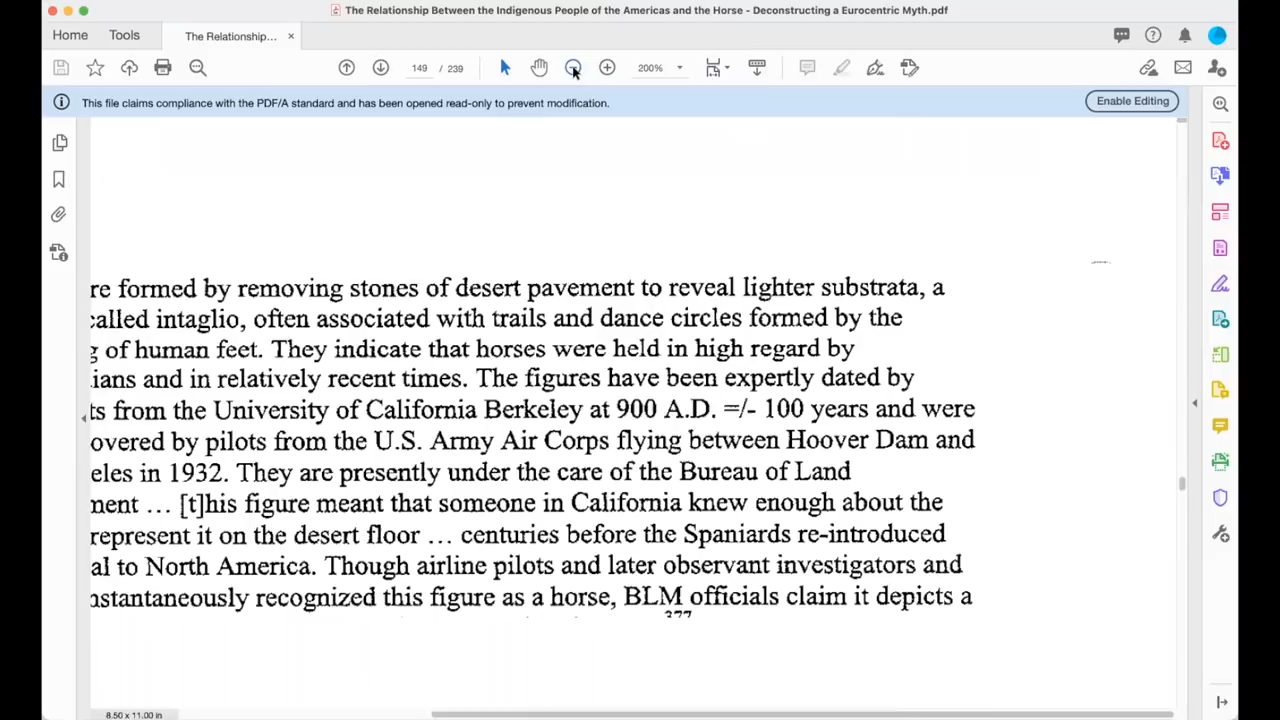 The Relationship Between the Indigenous People of the Americas and the Horse - Deconstructing a Eurocentric Myth.pdf
Home Tools The Relationship... ×
149 / 239 200%
This file claims compliance with the PDF/A standard and has been opened read-only to prevent modification. Enable Editing
re formed by removing stones of desert pavement to reveal lighter substrata, a
called intaglio, often associated with trails and dance circles formed by the
g of human feet. They indicate that horses were held in high regard by
ians and in relatively recent times. The figures have been expertly dated by
ts from the University of California Berkeley at 900 A.D. =/- 100 years and were
overed by pilots from the U.S. Army Air Corps flying between Hoover Dam and
eles in 1932. They are presently under the care of the Bureau of Land
ment … [t]his figure meant that someone in California knew enough about the
represent it on the desert floor … centuries before the Spaniards re-introduced
al to North America. Though airline pilots and later observant investigators and
nstantaneously recognized this figure as a horse, BLM officials claim it depicts a
377
8.50 x 11.00 in